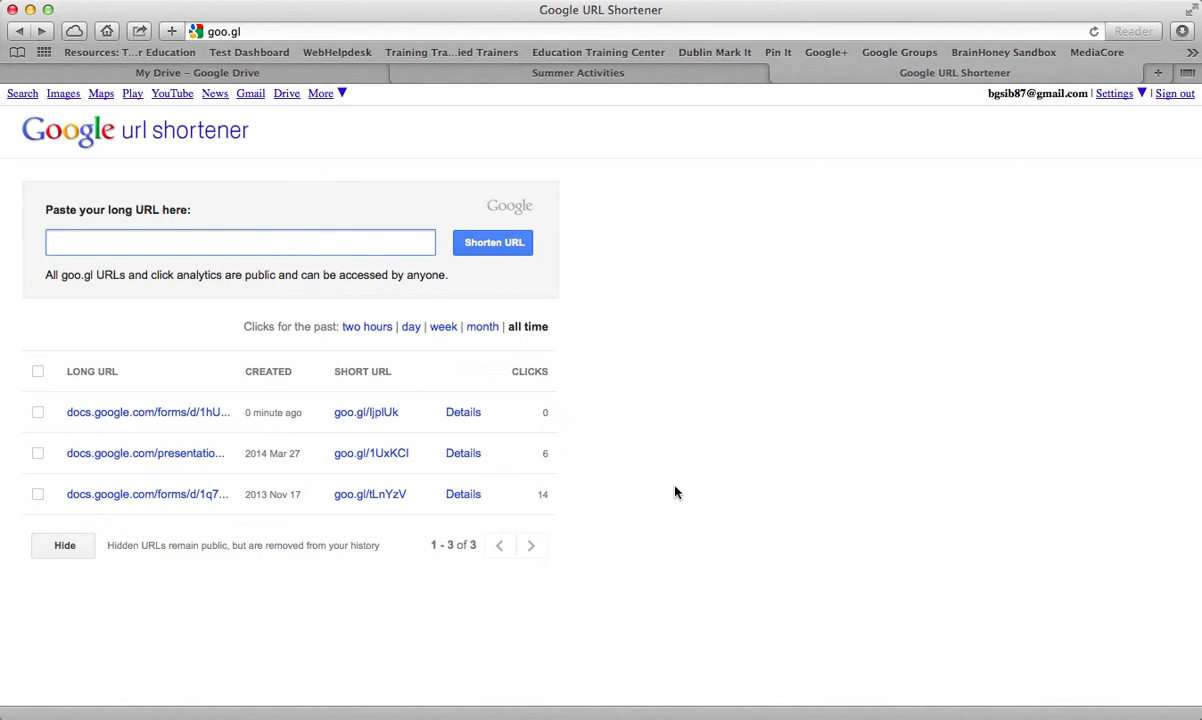 Google URL Shortener
goo.gl
Reader
Resources: T...r Education Test Dashboard WebHelpdesk Training Tra...ied Trainers Education Training Center Dublin Mark It Pin It Google+ Google Groups BrainHoney Sandbox MediaCore
My Drive – Google Drive Summer Activities Google URL Shortener
Search Images Maps Play YouTube News Gmail Drive More bgsib87@gmail.com | Settings | Sign out
Google url shortener
Paste your long URL here: Google
Shorten URL
All goo.gl URLs and click analytics are public and can be accessed by anyone.
Clicks for the past: two hours | day | week | month | all time
LONG URL CREATED SHORT URL CLICKS
docs.google.com/forms/d/1hU... 0 minute ago goo.gl/ljplUk Details 0
docs.google.com/presentatio... 2014 Mar 27 goo.gl/1UxKCI Details 6
docs.google.com/forms/d/1q7... 2013 Nov 17 goo.gl/tLnYzV Details 14
Hide Hidden URLs remain public, but are removed from your history 1 - 3 of 3